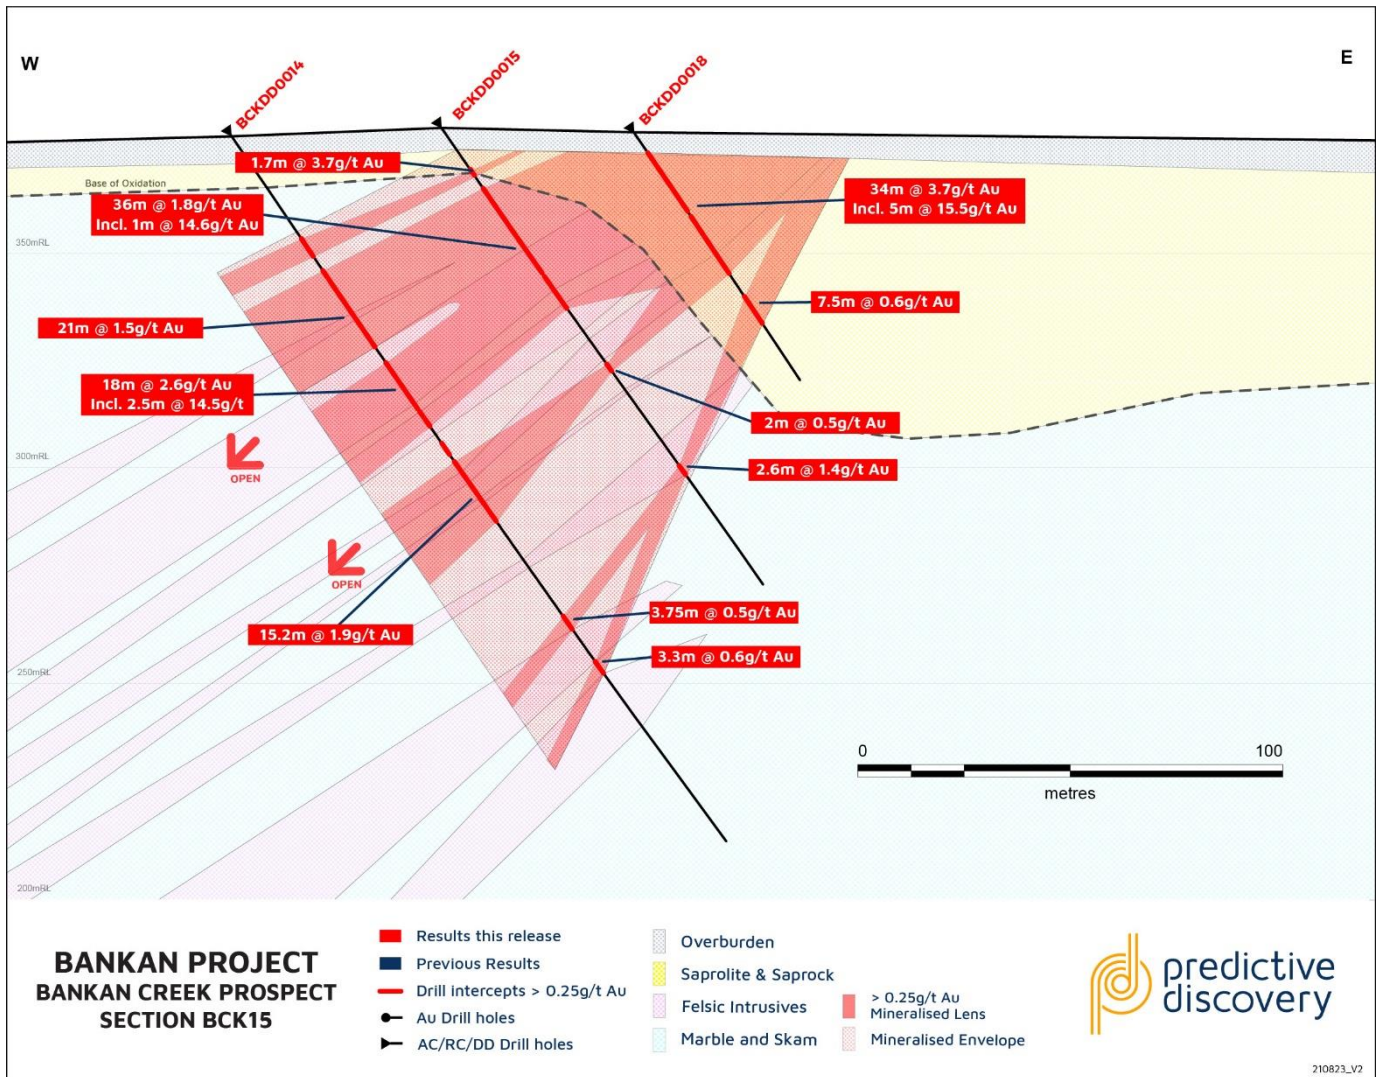 W
E
BCKDD0014
BCKDD0015
BCKDD0018
1.7m @ 3.7g/t Au
Base of Oxidation
36m @ 1.8g/t Au
Incl. 1m @ 14.6g/t Au
34m @ 3.7g/t Au
Incl. 5m @ 15.5g/t Au
350mRL
21m @ 1.5g/t Au
7.5m @ 0.6g/t Au
18m @ 2.6g/t Au
Incl. 2.5m @ 14.5g/t
2m @ 0.5g/t Au
300mRL
OPEN
2.6m @ 1.4g/t Au
OPEN
15.2m @ 1.9g/t Au
3.75m @ 0.5g/t Au
3.3m @ 0.6g/t Au
250mRL
0
100
metres
200mRL
BANKAN PROJECT
BANKAN CREEK PROSPECT
SECTION BCK15
Results this release
Previous Results
Drill intercepts > 0.25g/t Au
Au Drill holes
AC/RC/DD Drill holes
Overburden
Saprolite & Saprock
Felsic Intrusives
Marble and Skam
> 0.25g/t Au
Mineralised Lens
Mineralised Envelope
predictive
discovery
210823_V2